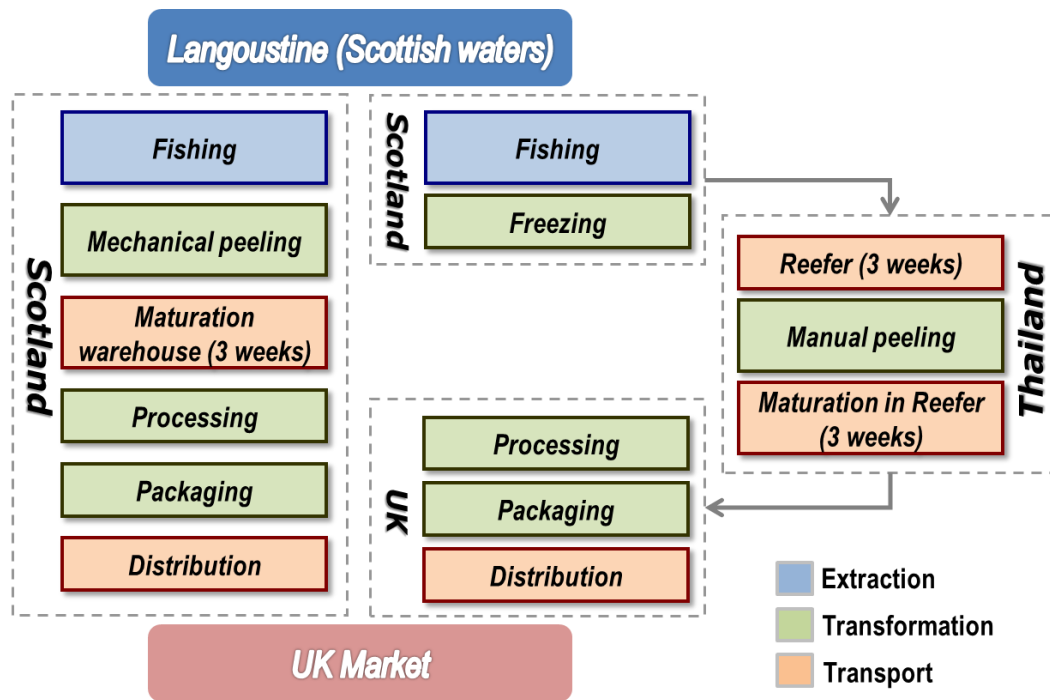 Langoustine (Scottish waters)
Scotland
Fishing
Mechanical peeling
Maturation
warehouse (3 weeks)
Processing
Packaging
Distribution
Scotland
Fishing
Freezing
Thailand
Reefer (3 weeks)
Manual peeling
Maturation in Reefer
(3 weeks)
UK
Processing
Packaging
Distribution
Extraction
Transformation
Transport
UK Market